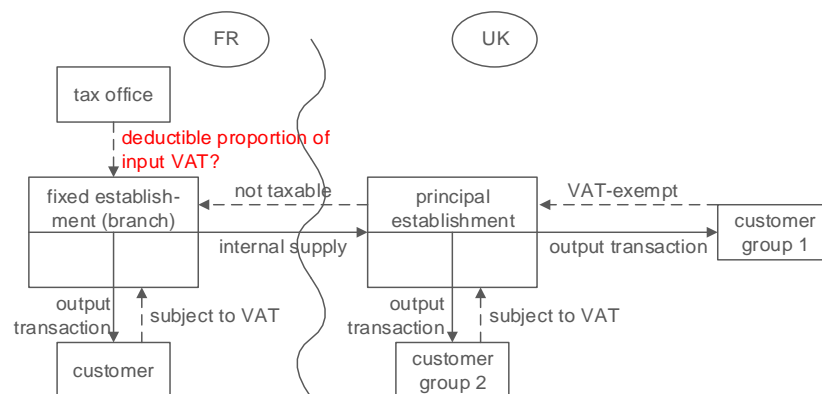 FR
UK
tax office
deductible proportion of
input VAT?
fixed establish-
ment (branch)
not taxable
principal
establishment
VAT-exempt
internal supply
output transaction
customer
group 1
output
transaction
subject to VAT
output
transaction
subject to VAT
customer
customer
group 2